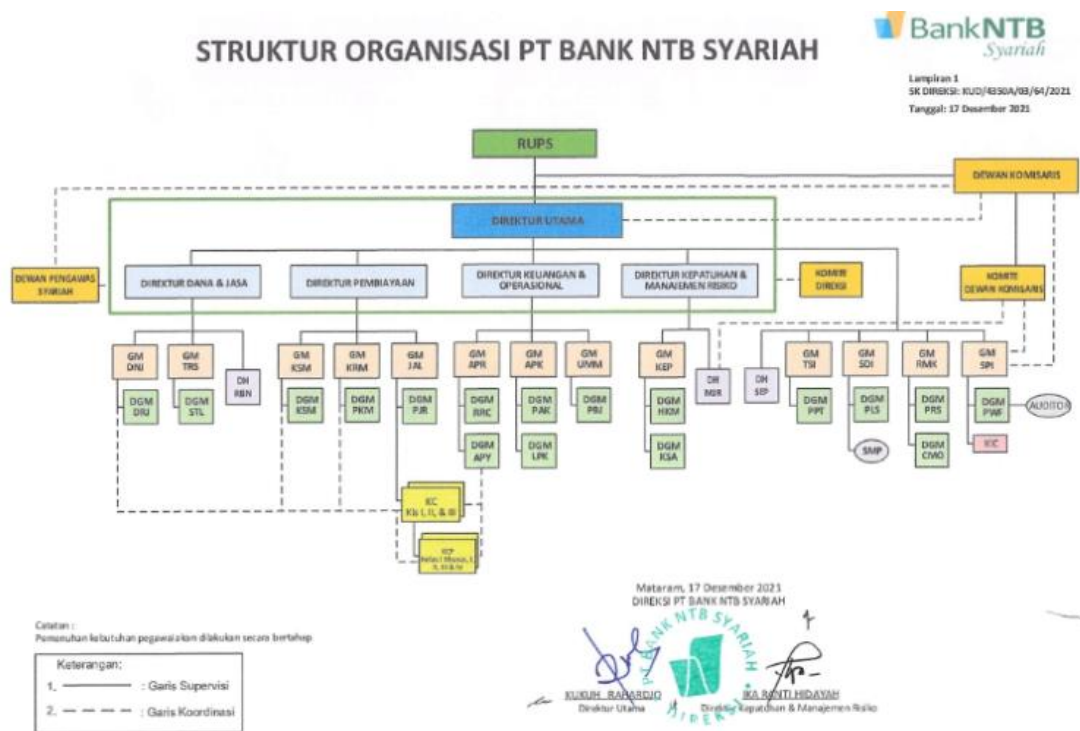 STRUKTUR ORGANISASI PT BANK NTB SYARIAH
BankNTB
Syariah
Lampiran 1
SK DIREKSI: KUD/4350A/03/64/2021
Tanggal: 17 Desember 2021
RUPS
DEWAN KOMISARIS
DIREKTUR UTAMA
DEWAN PENGAWAS
SYARIAH
DIREKTUR DANA & JASA
DIREKTUR PEMBIAYAAN
DIREKTUR KEUANGAN &
OPERASIONAL
DIREKTUR KEPATUHAN &
MANAJEMEN RISIKO
KOMITE
DIREKSI
KOMITE
DEWAN KOMISARIS
GM
DNJ
GM
TRS
DH
RBN
GM
KSM
GM
KRM
GM
JAL
GM
APR
GM
APK
GM
UMM
GM
KEP
DH
MSR
DH
SEP
GM
TSI
GM
SDI
GM
RMK
GM
SPI
DGM
DRJ
DGM
STL
DGM
KSM
DGM
PKM
DGM
PJR
DGM
RRC
DGM
PAK
DGM
PBJ
DGM
HKM
DGM
PPT
DGM
PLS
DGM
PRS
DGM
PWF
AUDITOR
DGM
APY
DGM
LPK
DGM
KSA
SMP
DGM
CMO
KIC
KC
Kls I, II, & III
KCP
Mataram, 17 Desember 2021
DIREKSI PT BANK NTB SYARIAH
PT BANK NTB SYARIAH
DIREKSI
KUKUH RAHARDJO
Direktur Utama
IKA RANTI HIDAYAH
Direktur Kepatuhan & Manajemen Risiko
Catatan :
Pemenuhan kebutuhan pegawai akan dilakukan secara bertahap
Keterangan:
1. : Garis Supervisi
2. : Garis Koordinasi